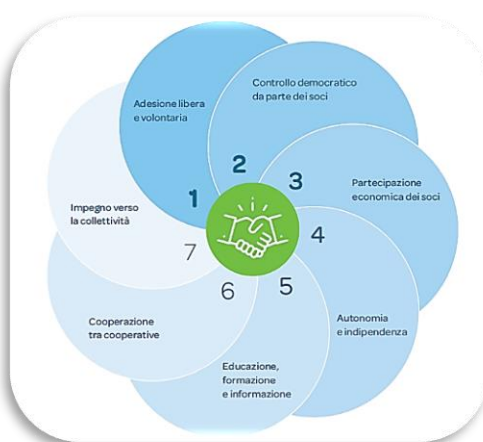 Adesione libera
e volontaria
1
Controllo democratico
da parte dei soci
2
Partecipazione
economica dei soci
3
Autonomia
e indipendenza
4
Educazione,
formazione
e informazione
5
Cooperazione
tra cooperative
6
Impegno verso
la collettività
7